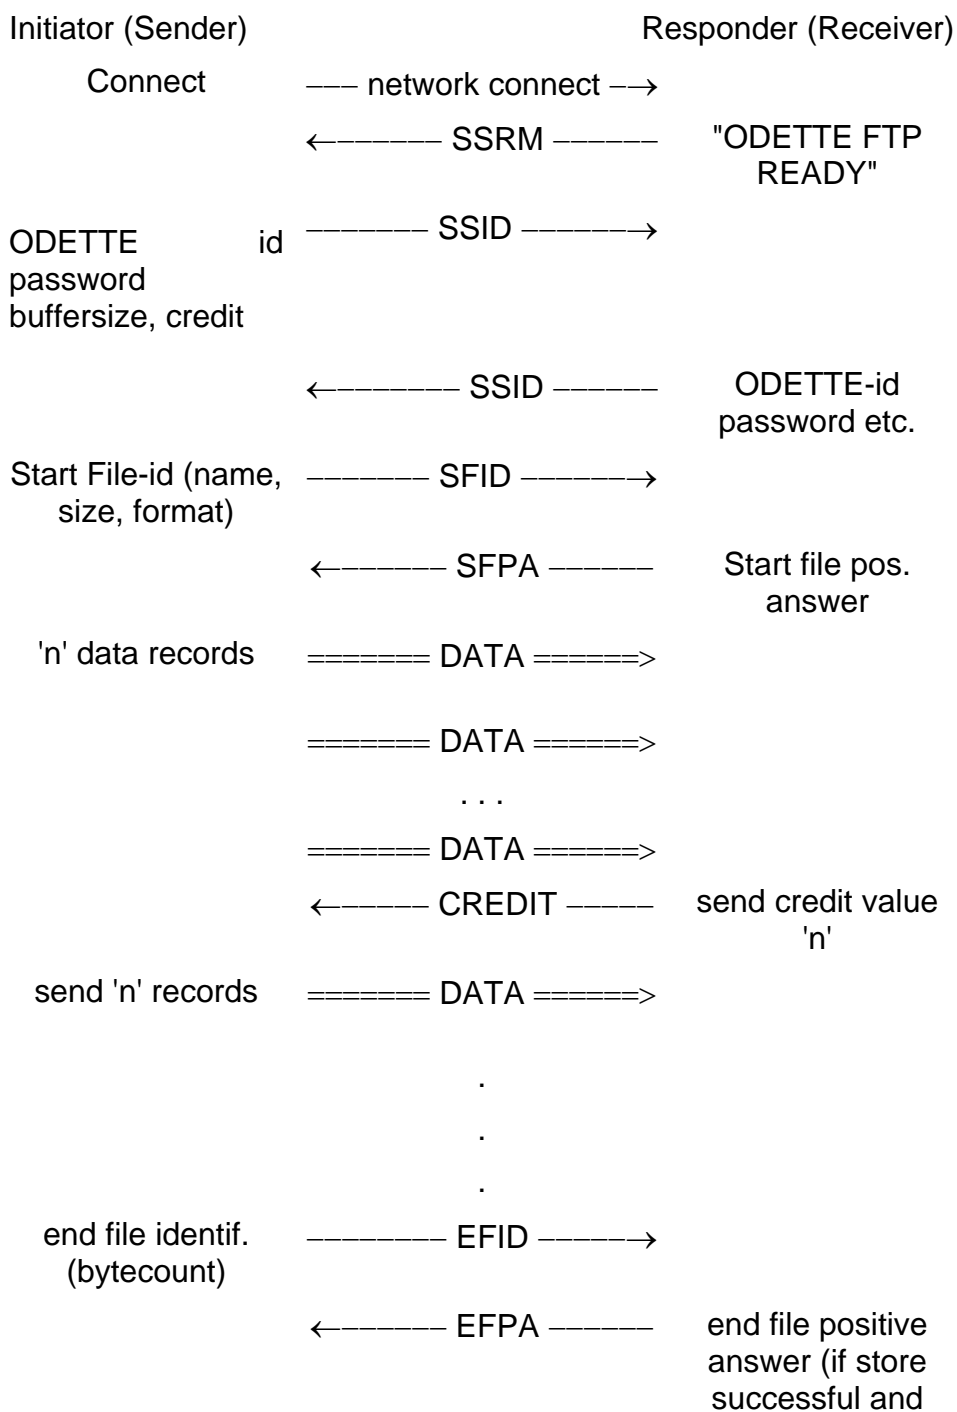 Initiator (Sender) Responder (Receiver)
Connect −−− network connect −→
←−−−−−− SSRM −−−−−− "ODETTE FTP
READY"
ODETTE id −−−−−−− SSID −−−−−−→
password
buffersize, credit
←−−−−−−− SSID −−−−−− ODETTE-id
password etc.
Start File-id (name, −−−−−−− SFID −−−−−−→
size, format)
←−−−−−− SFPA −−−−−− Start file pos.
answer
'n' data records ======= DATA ======>
======= DATA ======>
. . .
======= DATA ======>
←−−−−− CREDIT −−−−− send credit value
'n'
send 'n' records ======= DATA ======>
.
.
.
end file identif. −−−−−−−− EFID −−−−−→
(bytecount)
←−−−−−− EFPA −−−−−− end file positive
answer (if store
successful and